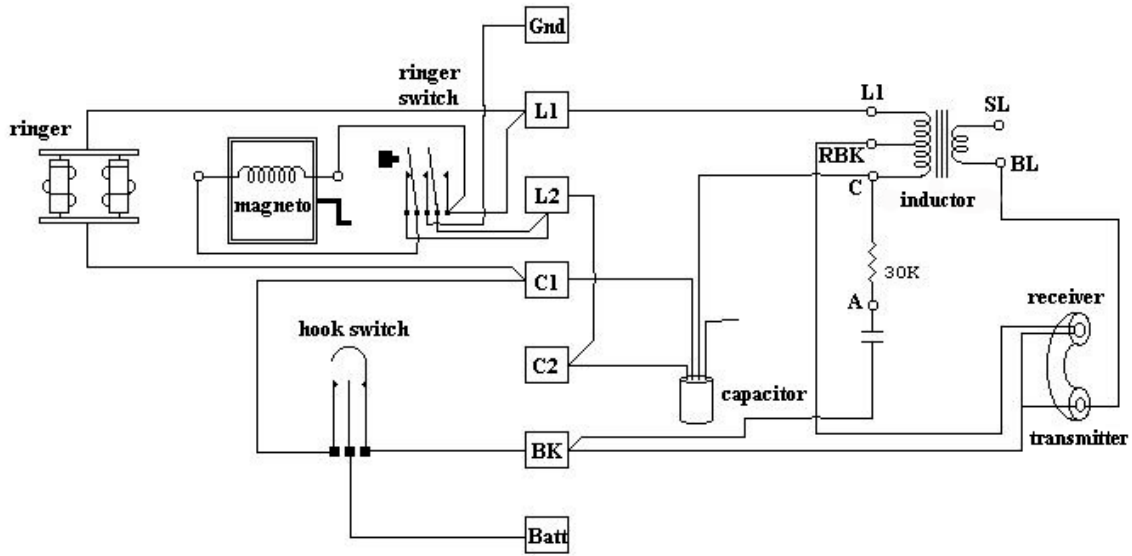 Gnd
ringer
switch
L1
L1
SL
ringer
RBK
BL
magneto
L2
C
inductor
30K
C1
A
receiver
hook switch
C2
capacitor
BK
transmitter
Batt